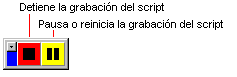 Detiene la grabación del script
Pausa o reinicia la grabación del script